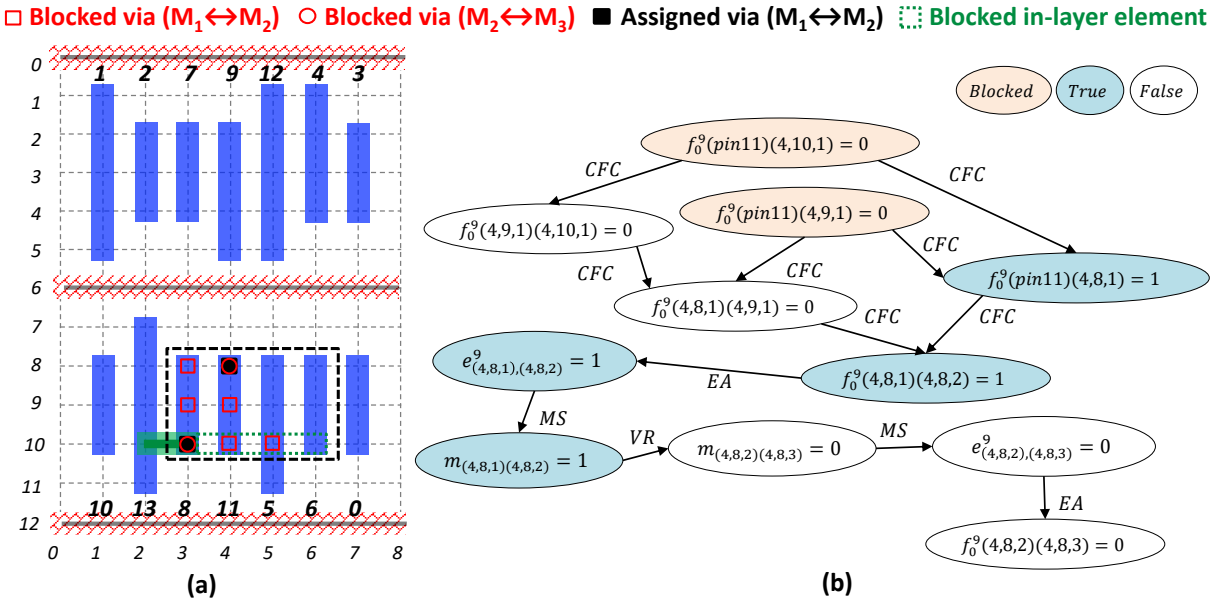 Blocked via (M₁↔M₂) Blocked via (M₂↔M₃) Assigned via (M₁↔M₂) Blocked in-layer element
0
1 2 7 9 12 4 3
1
2
3
4
5
6
7
8
9
10
11
10 13 8 11 5 6 0
12
0 1 2 3 4 5 6 7 8
(a)
Blocked True False
f₀⁹(pin11)(4,10,1) = 0
CFC CFC
f₀⁹(pin11)(4,9,1) = 0
f₀⁹(4,9,1)(4,10,1) = 0
CFC CFC CFC
f₀⁹(pin11)(4,8,1) = 1
f₀⁹(4,8,1)(4,9,1) = 0
CFC CFC
e⁹₍₄,₈,₁₎,₍₄,₈,₂₎ = 1
EA
f₀⁹(4,8,1)(4,8,2) = 1
MS
m₍₄,₈,₁₎₍₄,₈,₂₎ = 1
VR
m₍₄,₈,₂₎₍₄,₈,₃₎ = 0
MS
e⁹₍₄,₈,₂₎,₍₄,₈,₃₎ = 0
EA
f₀⁹(4,8,2)(4,8,3) = 0
(b)